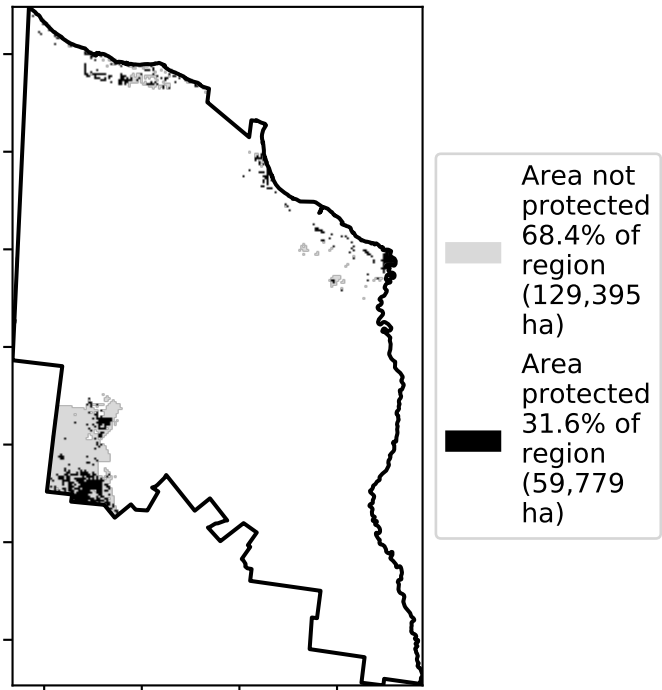 Area not
protected
68.4% of
region
(129,395
ha)
Area
protected
31.6% of
region
(59,779
ha)